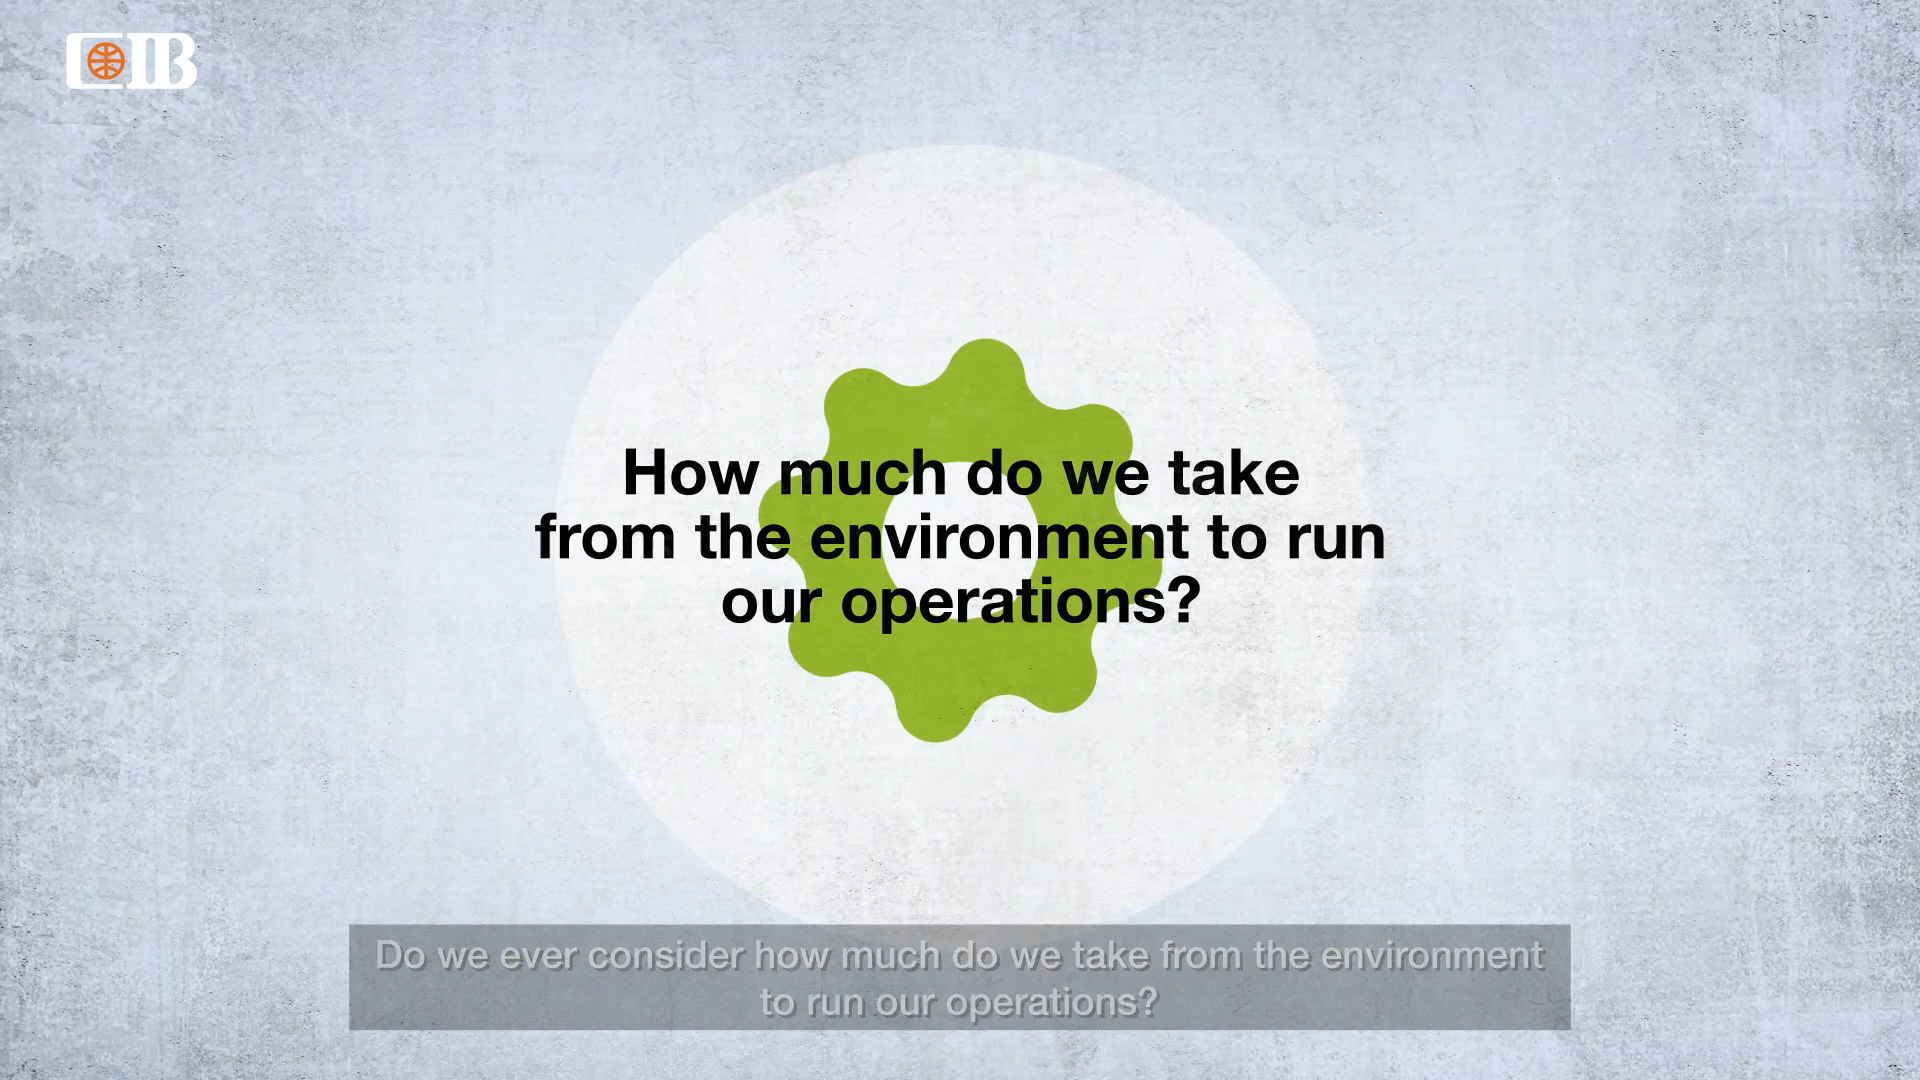 CIB
How much do we take
from the environment to run
our operations?
Do we ever consider how much do we take from the environment
to run our operations?